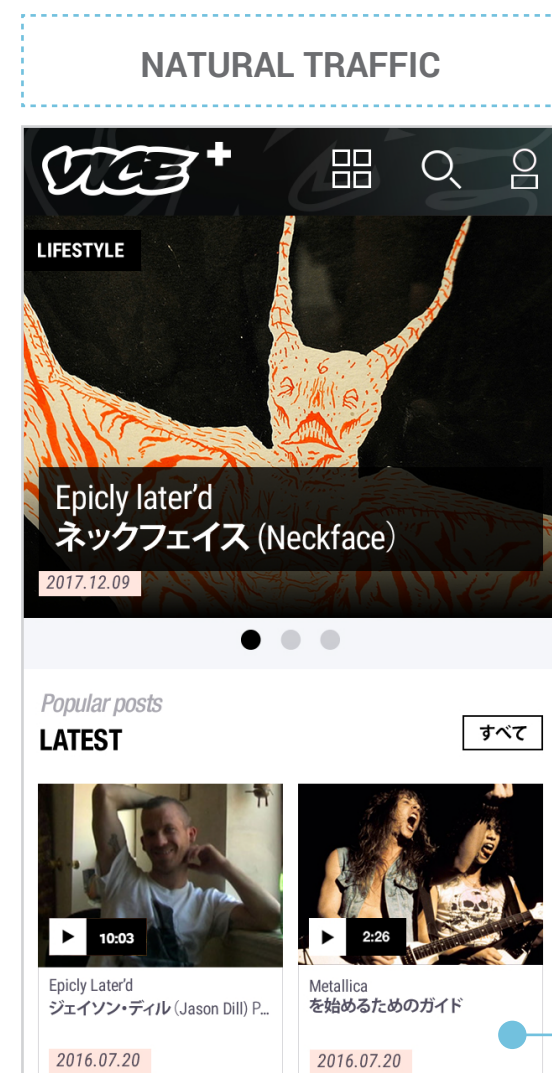 NATURAL TRAFFIC
VICE +
LIFESTYLE
Epicly later’d
ネックフェイス (Neckface）
2017.12.09
Popular posts
LATEST
すべて
10:03
2:26
Epicly Later'd
ジェイソン・ディル（Jason Dill) P...
2016.07.20
Metallica
を始めるためのガイド
2016.07.20